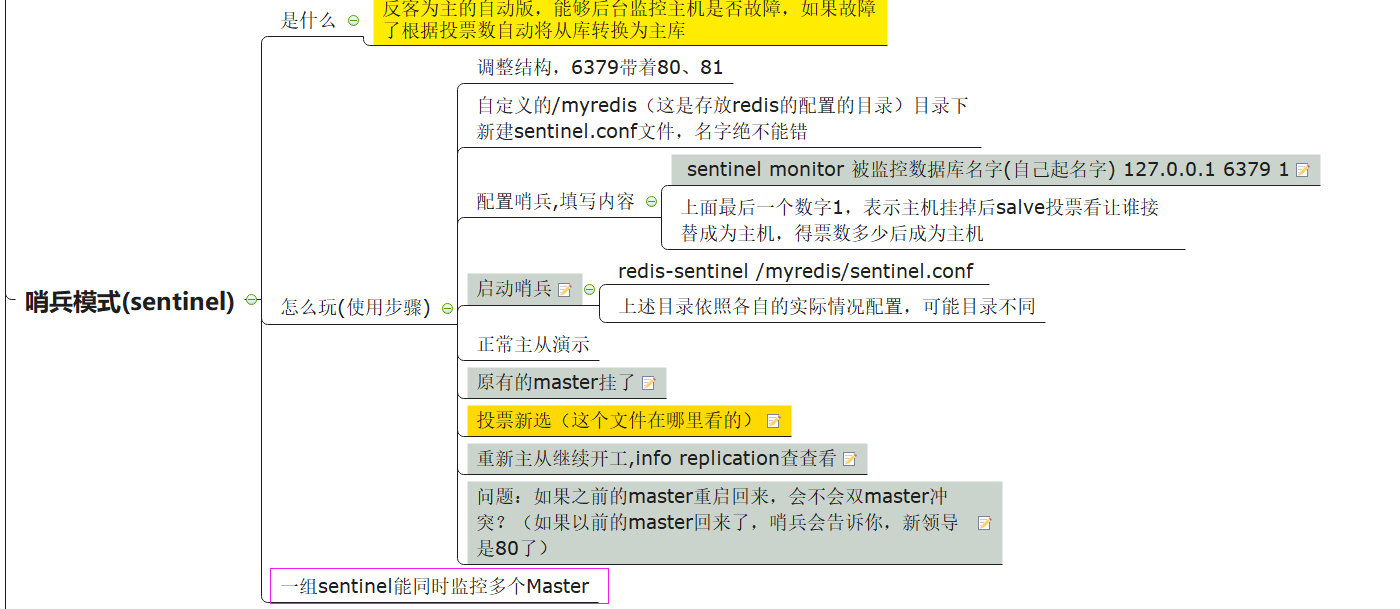 是什么
反客为主的自动版，能够后台监控主机是否故障，如果故障
了根据投票数自动将从库转换为主库
哨兵模式(sentinel)
怎么玩(使用步骤)
调整结构，6379带着80、81
自定义的/myredis（这是存放redis的配置的目录）目录下
新建sentinel.conf文件，名字绝不能错
配置哨兵,填写内容
sentinel monitor 被监控数据库名字(自己起名字) 127.0.0.1 6379 1
上面最后一个数字1，表示主机挂掉后salve投票看让谁接
替成为主机，得票数多少后成为主机
启动哨兵
redis-sentinel /myredis/sentinel.conf
上述目录依照各自的实际情况配置，可能目录不同
正常主从演示
原有的master挂了
投票新选（这个文件在哪里看的）
重新主从继续开工,info replication查查看
问题：如果之前的master重启回来，会不会双master冲
突？（如果以前的master回来了，哨兵会告诉你，新领导
是80了）
一组sentinel能同时监控多个Master